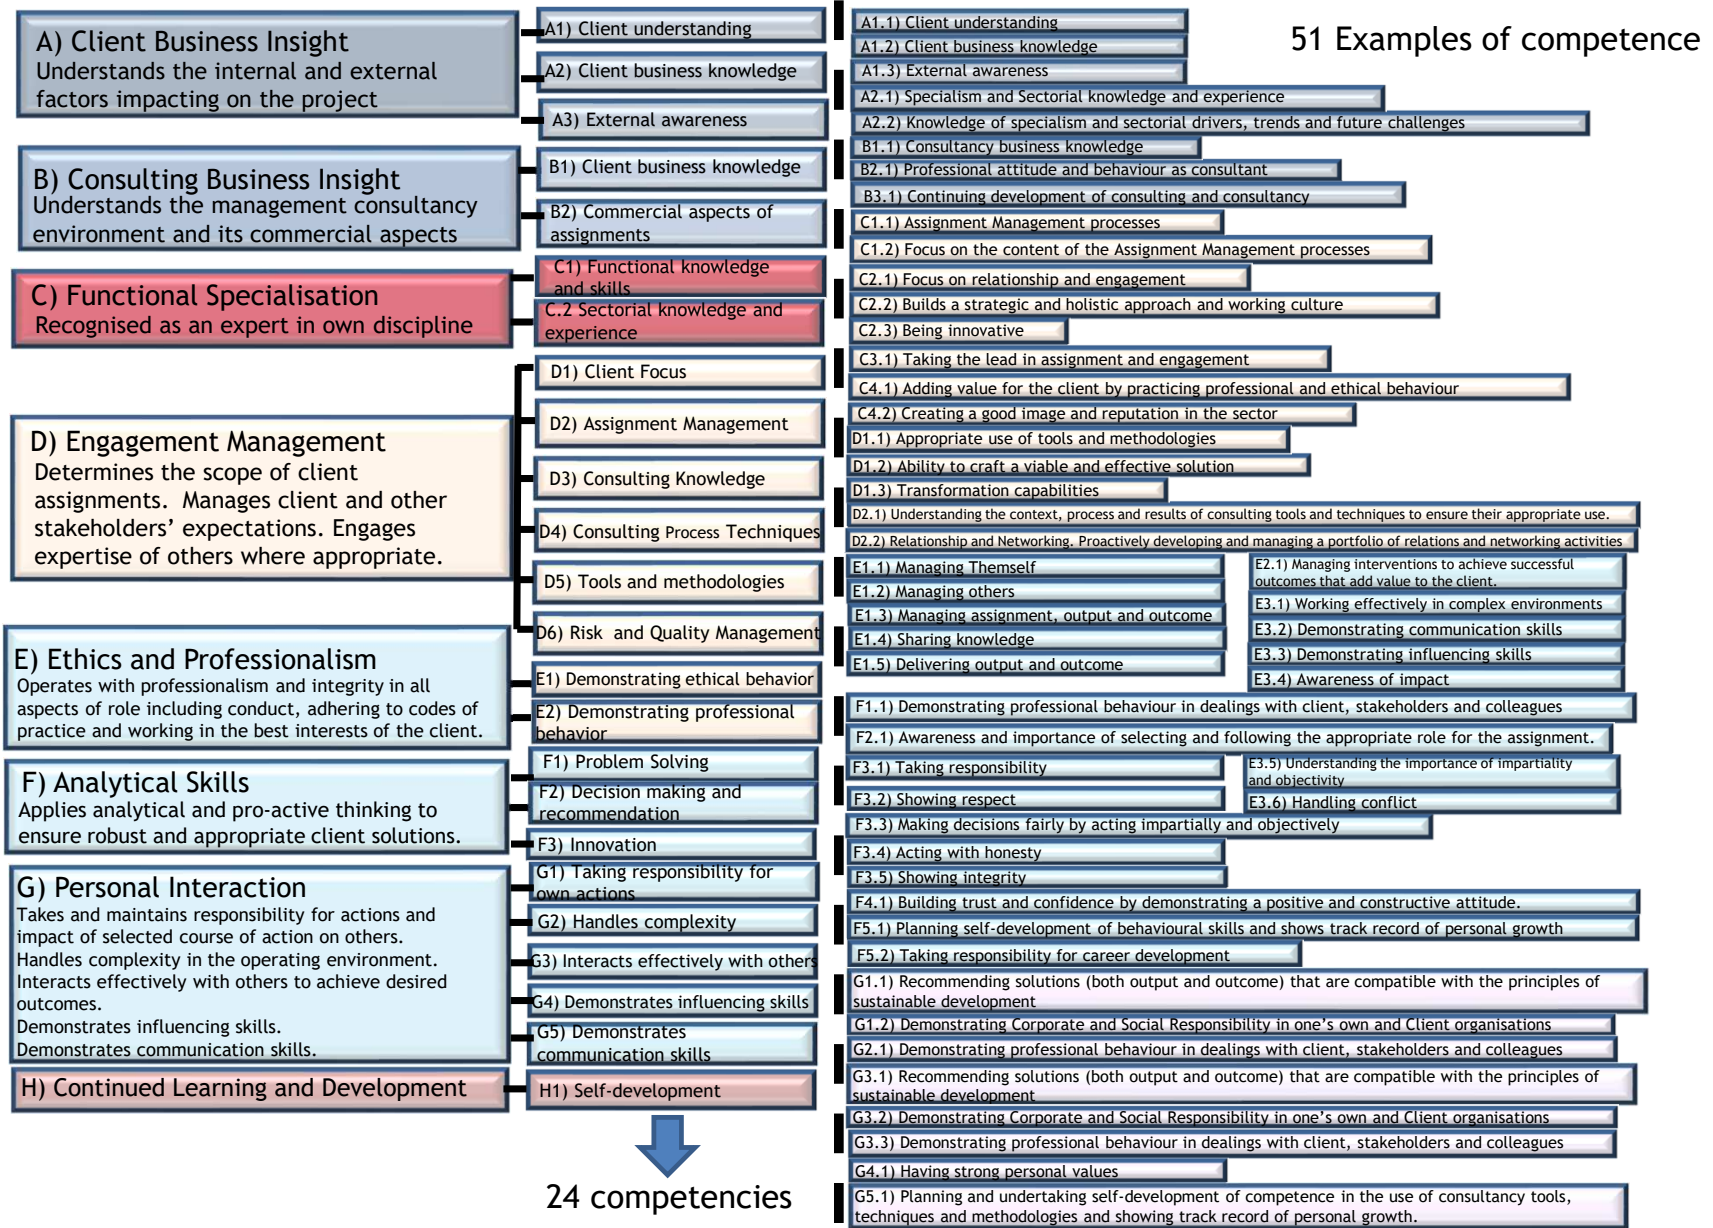 A) Client Business Insight
Understands the internal and external
factors impacting on the project
B) Consulting Business Insight
Understands the management consultancy
environment and its commercial aspects
C) Functional Specialisation
Recognised as an expert in own discipline
D) Engagement Management
Determines the scope of client
assignments. Manages client and other
stakeholders’ expectations. Engages
expertise of others where appropriate.
E) Ethics and Professionalism
Operates with professionalism and integrity in all
aspects of role including conduct, adhering to codes of
practice and working in the best interests of the client.
F) Analytical Skills
Applies analytical and pro-active thinking to
ensure robust and appropriate client solutions.
G) Personal Interaction
Takes and maintains responsibility for actions and
impact of selected course of action on others.
Handles complexity in the operating environment.
Interacts effectively with others to achieve desired
outcomes.
Demonstrates influencing skills.
Demonstrates communication skills.
H) Continued Learning and Development
A1) Client understanding
A2) Client business knowledge
A3) External awareness
B1) Client business knowledge
B2) Commercial aspects of
assignments
C1) Functional knowledge
and skills
C.2 Sectorial knowledge and
experience
D1) Client Focus
D2) Assignment Management
D3) Consulting Knowledge
D4) Consulting Process Techniques
D5) Tools and methodologies
D6) Risk and Quality Management
E1) Demonstrating ethical behavior
E2) Demonstrating professional
behavior
F1) Problem Solving
F2) Decision making and
recommendation
F3) Innovation
G1) Taking responsibility for
own actions
G2) Handles complexity
G3) Interacts effectively with others
G4) Demonstrates influencing skills
G5) Demonstrates
communication skills
H1) Self-development
24 competencies
51 Examples of competence
A1.1) Client understanding
A1.2) Client business knowledge
A1.3) External awareness
A2.1) Specialism and Sectorial knowledge and experience
A2.2) Knowledge of specialism and sectorial drivers, trends and future challenges
B1.1) Consultancy business knowledge
B2.1) Professional attitude and behaviour as consultant
B3.1) Continuing development of consulting and consultancy
C1.1) Assignment Management processes
C1.2) Focus on the content of the Assignment Management processes
C2.1) Focus on relationship and engagement
C2.2) Builds a strategic and holistic approach and working culture
C2.3) Being innovative
C3.1) Taking the lead in assignment and engagement
C4.1) Adding value for the client by practicing professional and ethical behaviour
C4.2) Creating a good image and reputation in the sector
D1.1) Appropriate use of tools and methodologies
D1.2) Ability to craft a viable and effective solution
D1.3) Transformation capabilities
D2.1) Understanding the context, process and results of consulting tools and techniques to ensure their appropriate use.
D2.2) Relationship and Networking. Proactively developing and managing a portfolio of relations and networking activities
E1.1) Managing Themself
E1.2) Managing others
E1.3) Managing assignment, output and outcome
E1.4) Sharing knowledge
E1.5) Delivering output and outcome
E2.1) Managing interventions to achieve successful
outcomes that add value to the client.
E3.1) Working effectively in complex environments
E3.2) Demonstrating communication skills
E3.3) Demonstrating influencing skills
E3.4) Awareness of impact
F1.1) Demonstrating professional behaviour in dealings with client, stakeholders and colleagues
F2.1) Awareness and importance of selecting and following the appropriate role for the assignment.
F3.1) Taking responsibility
F3.2) Showing respect
E3.5) Understanding the importance of impartiality
and objectivity
E3.6) Handling conflict
F3.3) Making decisions fairly by acting impartially and objectively
F3.4) Acting with honesty
F3.5) Showing integrity
F4.1) Building trust and confidence by demonstrating a positive and constructive attitude.
F5.1) Planning self-development of behavioural skills and shows track record of personal growth
F5.2) Taking responsibility for career development
G1.1) Recommending solutions (both output and outcome) that are compatible with the principles of
sustainable development
G1.2) Demonstrating Corporate and Social Responsibility in one’s own and Client organisations
G2.1) Demonstrating professional behaviour in dealings with client, stakeholders and colleagues
G3.1) Recommending solutions (both output and outcome) that are compatible with the principles of
sustainable development
G3.2) Demonstrating Corporate and Social Responsibility in one’s own and Client organisations
G3.3) Demonstrating professional behaviour in dealings with client, stakeholders and colleagues
G4.1) Having strong personal values
G5.1) Planning and undertaking self-development of competence in the use of consultancy tools,
techniques and methodologies and showing track record of personal growth.